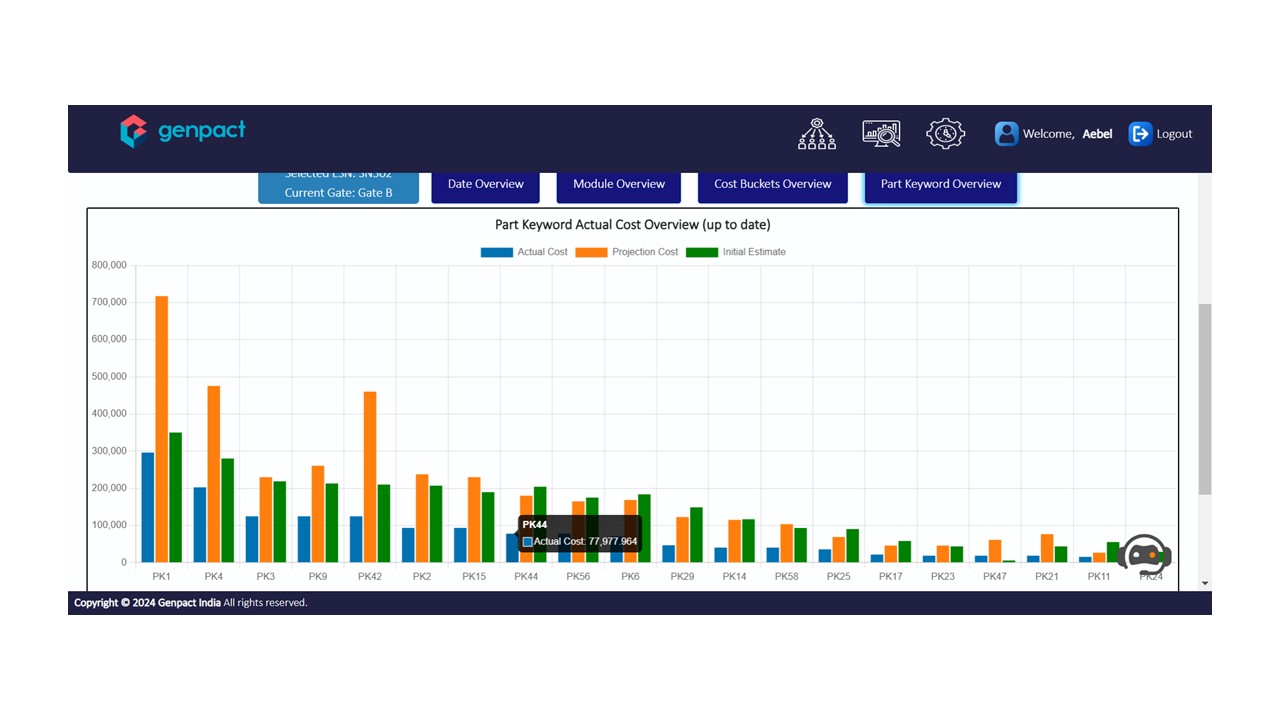 genpact
Welcome, Aebel
Logout
Current Gate: Gate B
Date Overview
Module Overview
Cost Buckets Overview
Part Keyword Overview
Part Keyword Actual Cost Overview (up to date)
Actual Cost
Projection Cost
Initial Estimate
800,000
700,000
600,000
500,000
400,000
300,000
200,000
100,000
0
PK44
Actual Cost: 77,977.964
PK1
PK4
PK3
PK9
PK42
PK2
PK15
PK44
PK56
PK6
PK29
PK14
PK58
PK25
PK17
PK23
PK47
PK21
PK11
PK24
Copyright © 2024 Genpact India All rights reserved.